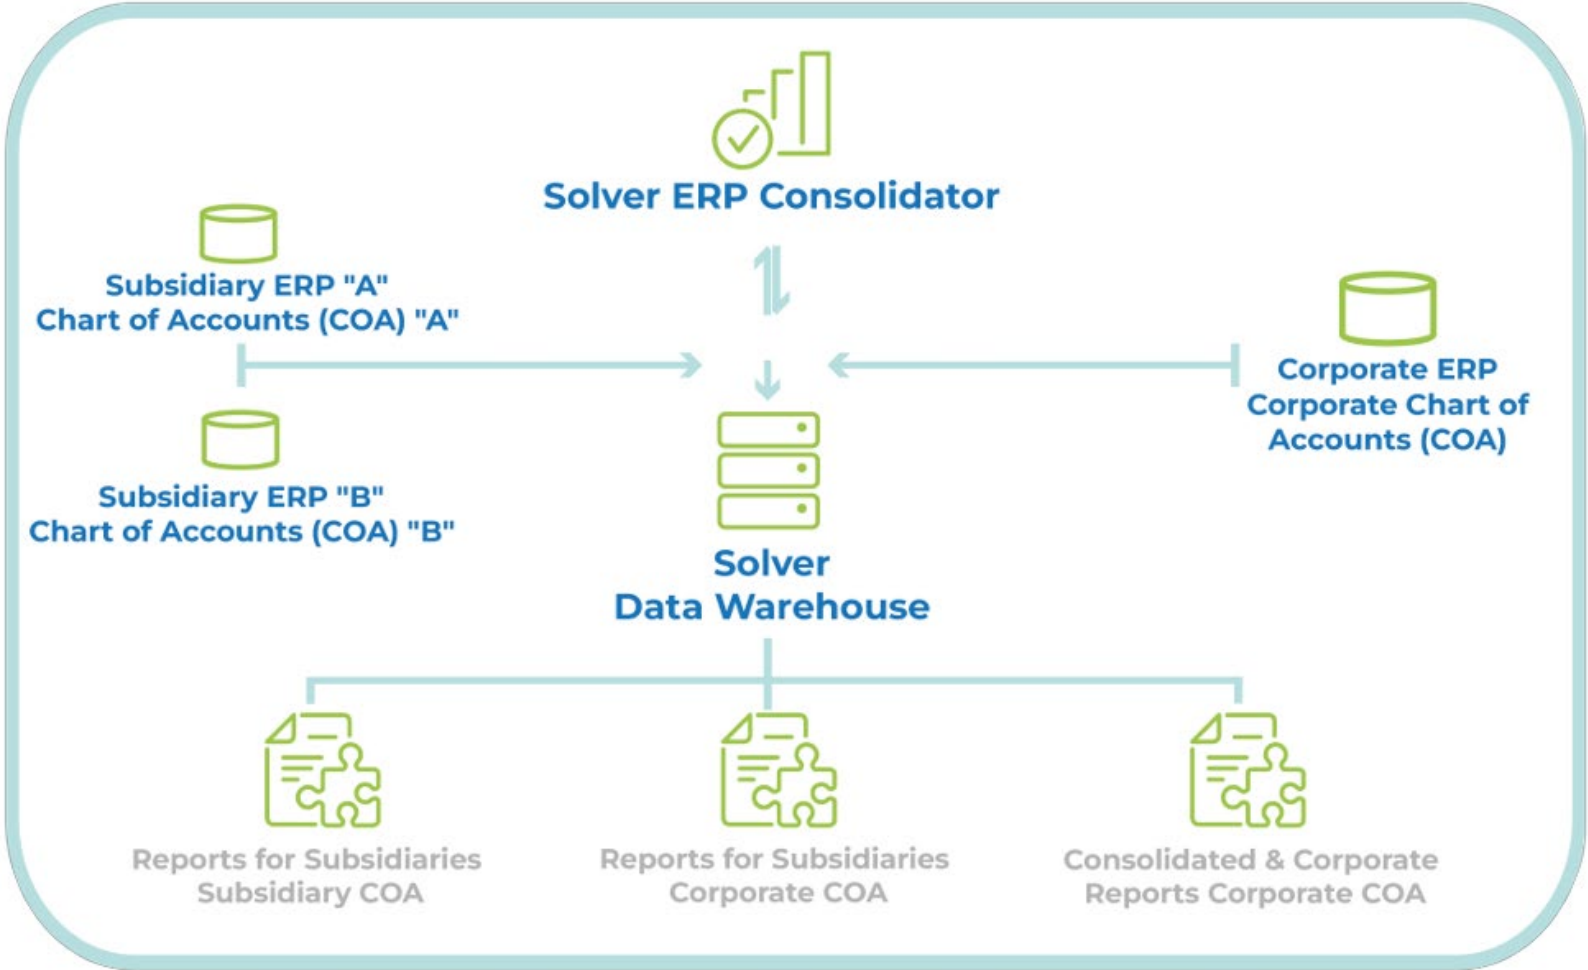 Solver ERP Consolidator
Subsidiary ERP "A"
Chart of Accounts (COA) "A"
Subsidiary ERP "B"
Chart of Accounts (COA) "B"
Corporate ERP
Corporate Chart of
Accounts (COA)
Solver
Data Warehouse
Reports for Subsidiaries
Subsidiary COA
Reports for Subsidiaries
Corporate COA
Consolidated & Corporate
Reports Corporate COA